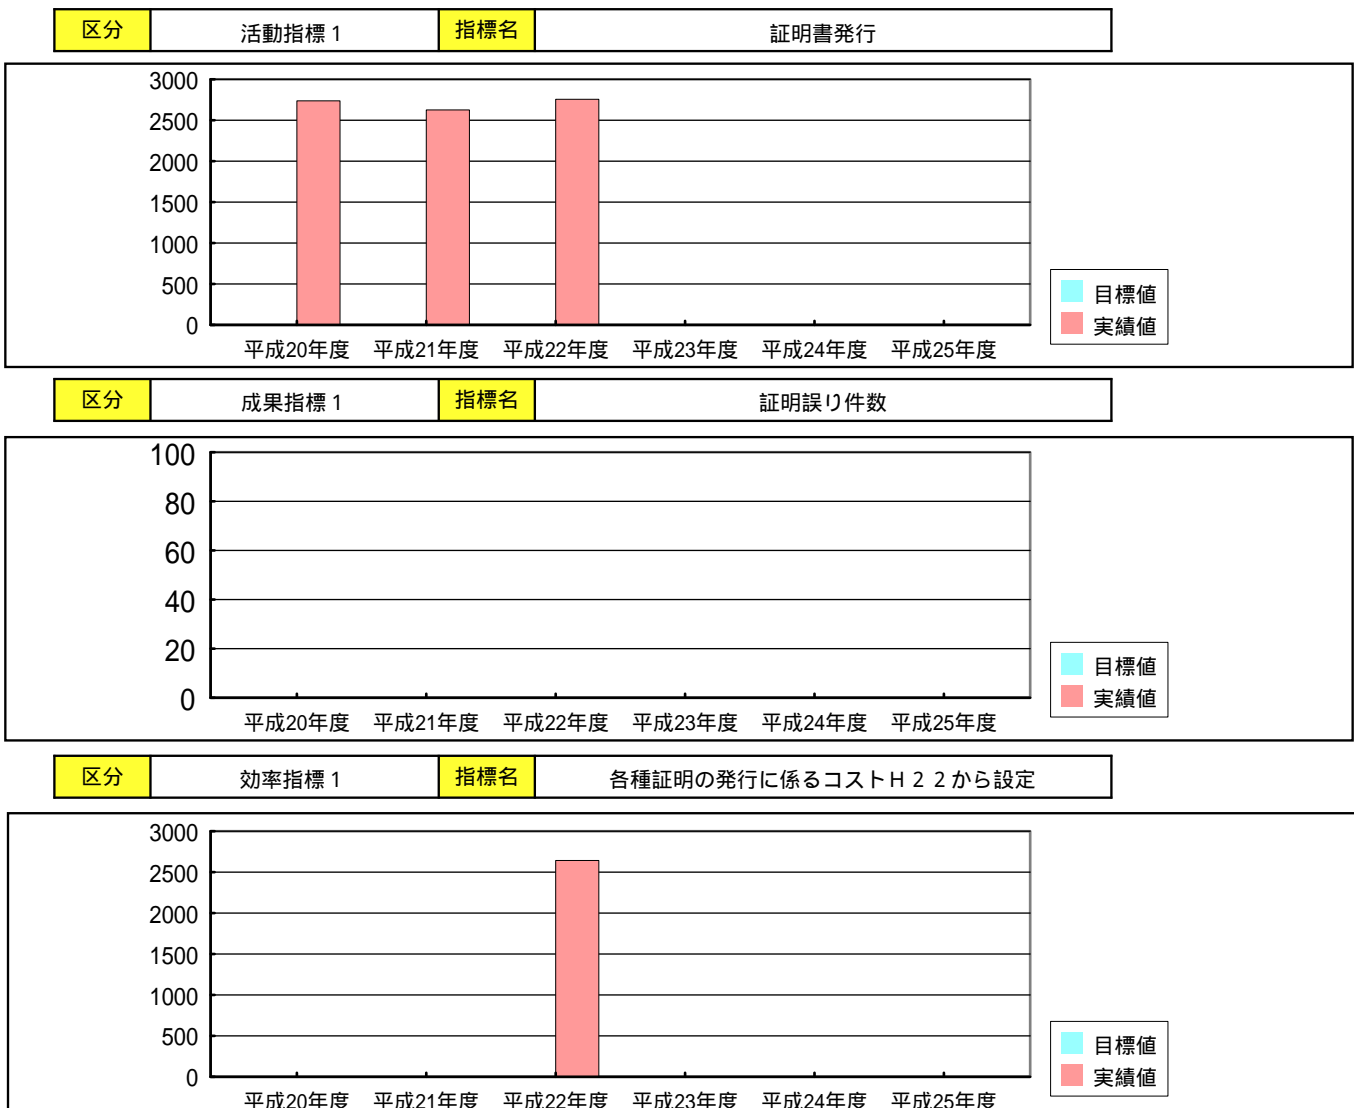 区分 活動指標1 指標名 証明書発行
3000
2500
2000
1500
1000
500
0
平成20年度 平成21年度 平成22年度 平成23年度 平成24年度 平成25年度
目標値
実績値
区分 成果指標1 指標名 証明誤り件数
100
80
60
40
20
0
平成20年度 平成21年度 平成22年度 平成23年度 平成24年度 平成25年度
目標値
実績値
区分 効率指標1 指標名 各種証明の発行に係るコストH22から設定
3000
2500
2000
1500
1000
500
0
平成20年度 平成21年度 平成22年度 平成23年度 平成24年度 平成25年度
目標値
実績値